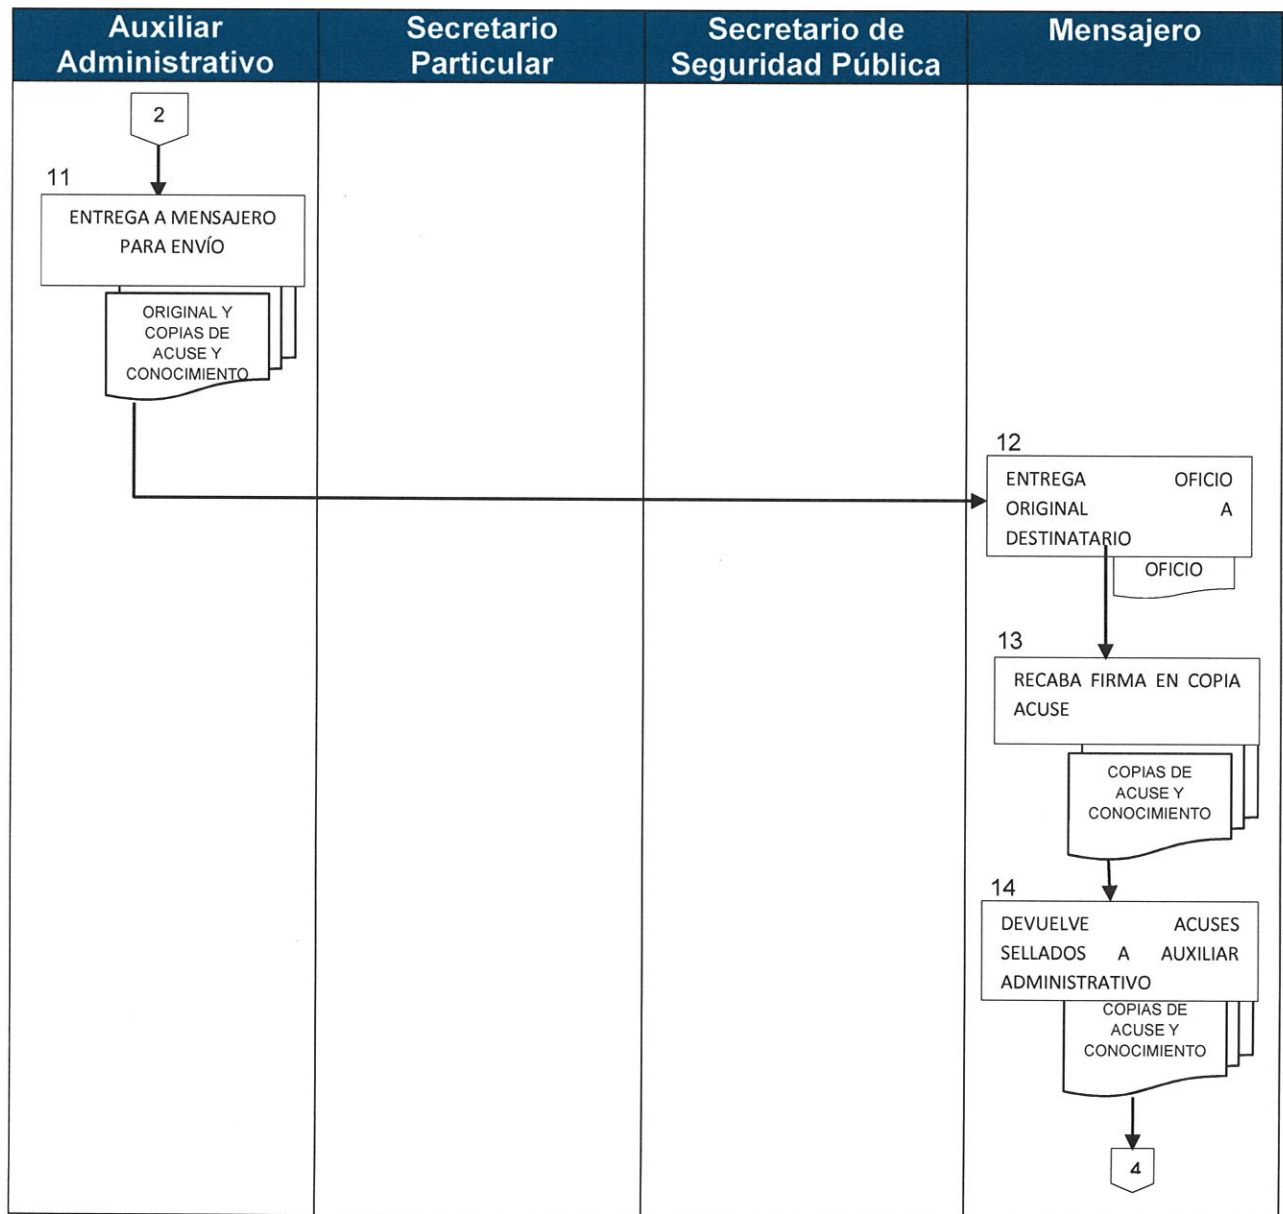 Auxiliar
Administrativo
Secretario
Particular
Secretario de
Seguridad Pública
Mensajero
2
11
ENTREGA A MENSAJERO
PARA ENVÍO
ORIGINAL Y
COPIAS DE
ACUSE Y
CONOCIMIENTO
12
ENTREGA OFICIO
ORIGINAL A
DESTINATARIO
OFICIO
13
RECABA FIRMA EN COPIA
ACUSE
COPIAS DE
ACUSE Y
CONOCIMIENTO
14
DEVUELVE ACUSES
SELLADOS A AUXILIAR
ADMINISTRATIVO
COPIAS DE
ACUSE Y
CONOCIMIENTO
4